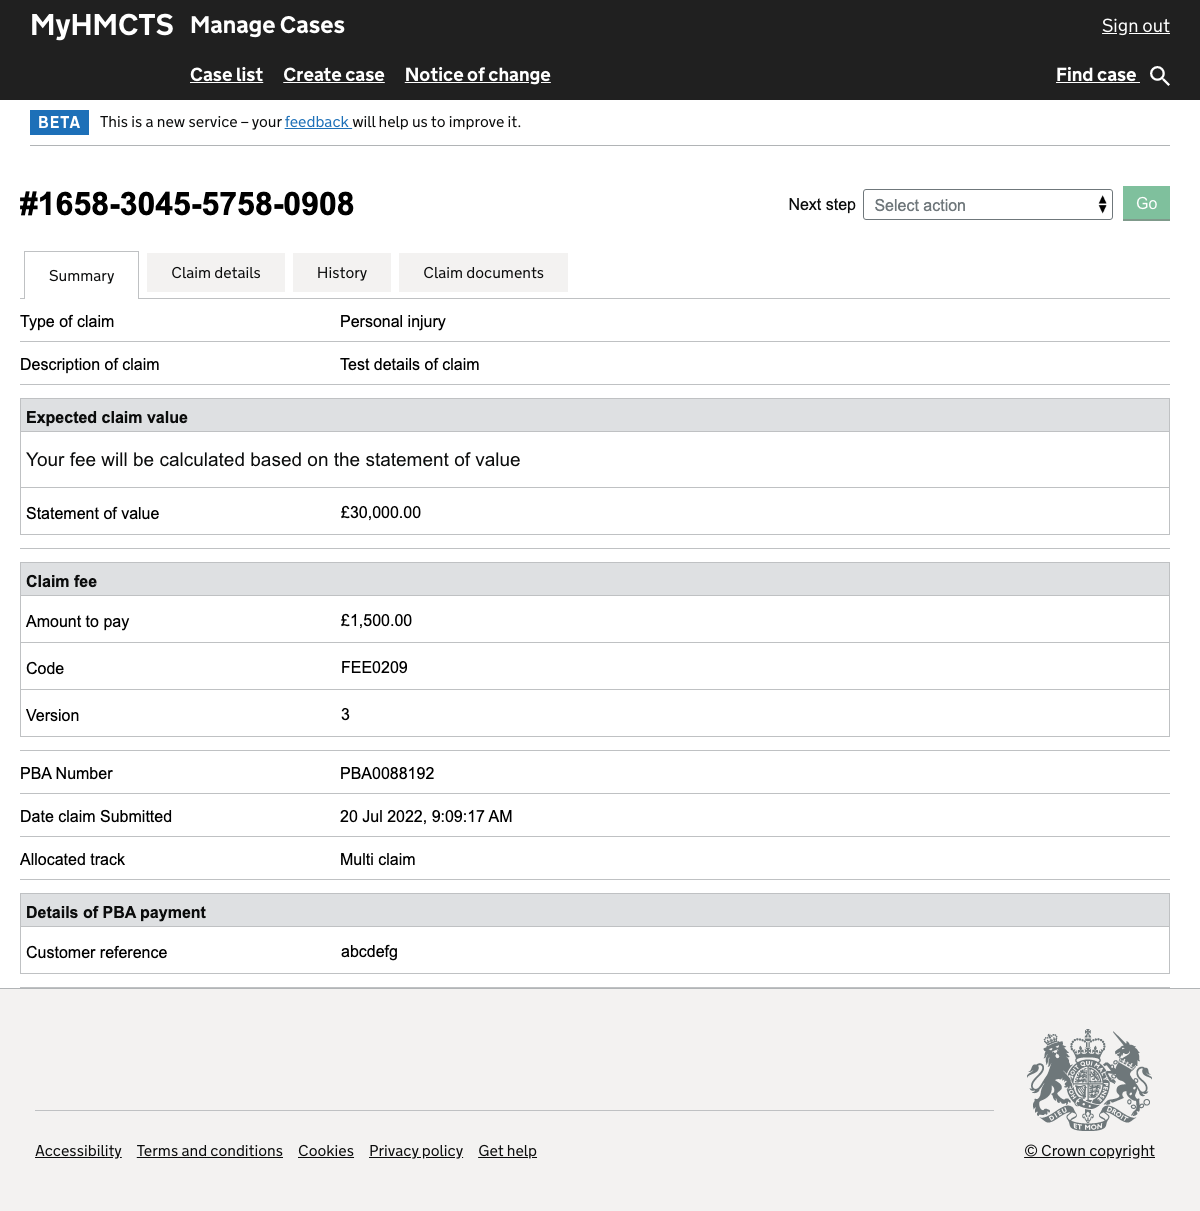 MyHMCTS Manage Cases Sign out
Case list Create case Notice of change Find case
BETA This is a new service – your feedback will help us to improve it.
#1658-3045-5758-0908 Next step Select action Go
Summary Claim details History Claim documents
Type of claim Personal injury
Description of claim Test details of claim
Expected claim value
Your fee will be calculated based on the statement of value
Statement of value £30,000.00
Claim fee
Amount to pay £1,500.00
Code FEE0209
Version 3
PBA Number PBA0088192
Date claim Submitted 20 Jul 2022, 9:09:17 AM
Allocated track Multi claim
Details of PBA payment
Customer reference abcdefg
DIEU ET MON DROIT
Accessibility Terms and conditions Cookies Privacy policy Get help © Crown copyright